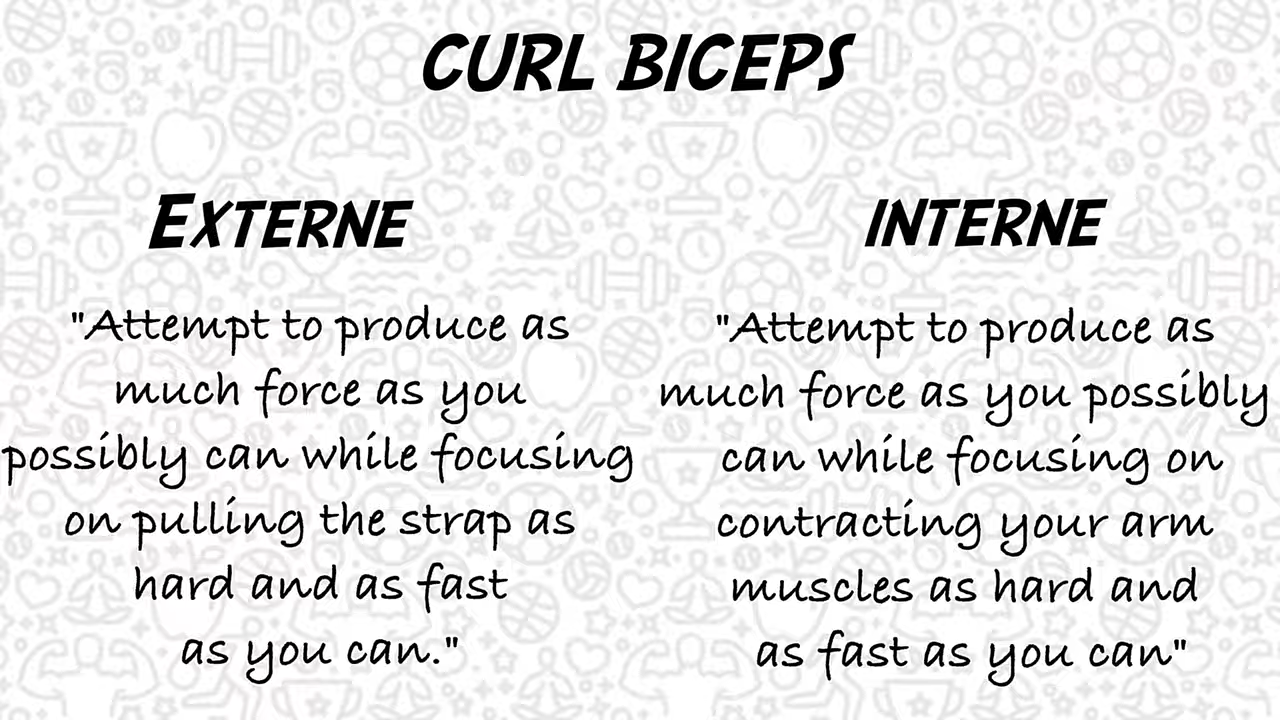 CURL BICEPS
EXTERNE
"Attempt to produce as
much force as you
possibly can while focusing
on pulling the strap as
hard and as fast
as you can."
INTERNE
"Attempt to produce as
much force as you possibly
can while focusing on
contracting your arm
muscles as hard and
as fast as you can"